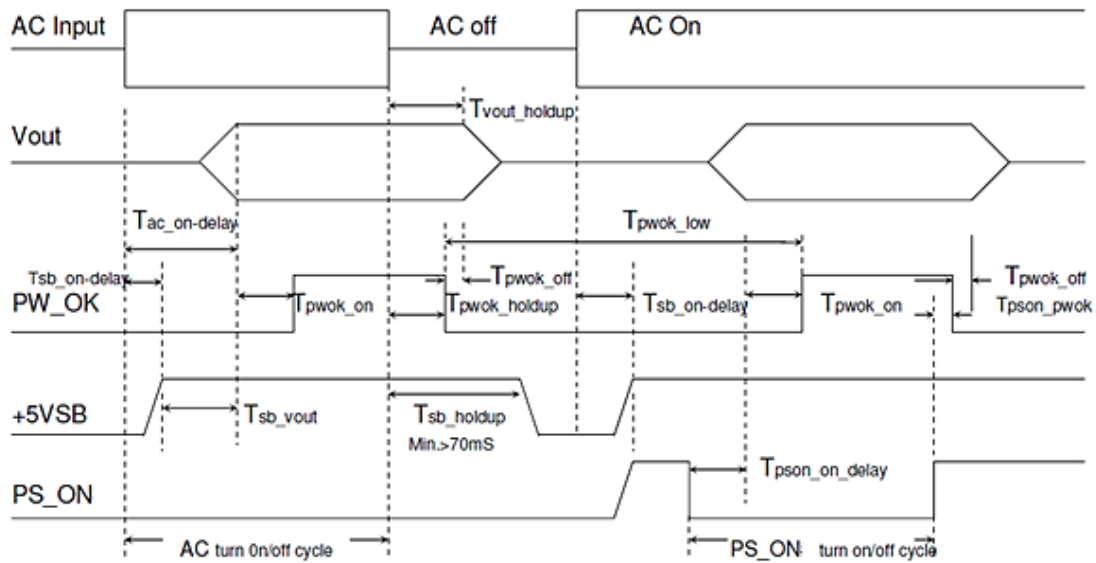 AC Input
AC off
AC On
Tvout_holdup
Vout
Tac_on-delay
Tpwok_low
Tsb_on-delay
Tpwok_off
Tpwok_off
PW_OK
Tpwok_on
Tpwok_holdup
Tsb_on-delay
Tpwok_on
Tpson_pwok
+5VSB
Tsb_vout
Tsb_holdup
Min.>70mS
Tpson_on_delay
PS_ON
AC turn 0n/off cycle
PS_ON: turn on/off cycle